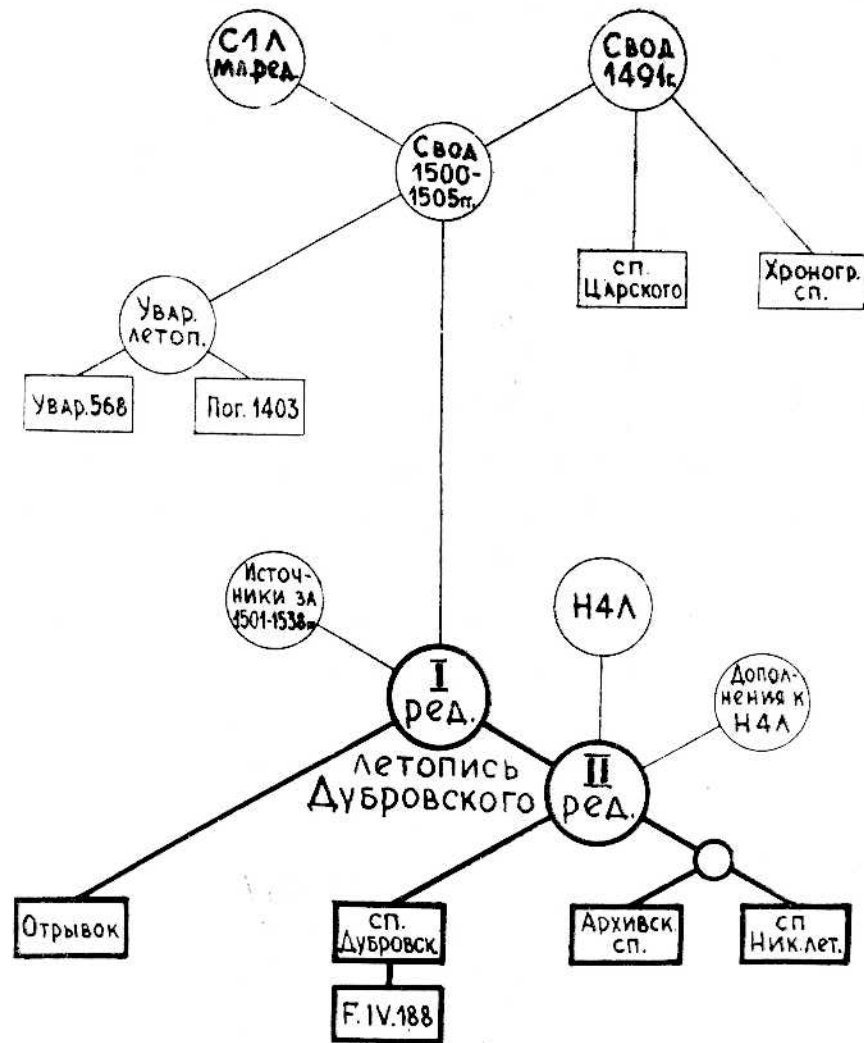 С1Л
мл.ред.
Свод
1491г.
Свод
1500-
1505гг.
сп.
Царского
Хроногр.
сп.
Увар.
летоп.
Увар.568
Пог. 1403
Источ-
ники за
1501-1538гг
Н4Л
I
ред.
Допол-
нения к
Н4Л
летопись
Дубровского
II
ред.
Отрывок
сп.
Дубровск.
Архивск.
сп.
сп
Ник.лет.
F.IV.188